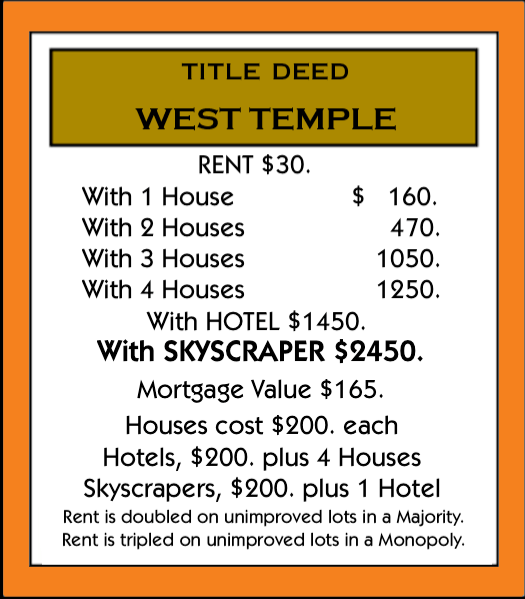 TITLE DEED
WEST TEMPLE
RENT $30.
With 1 House $ 160.
With 2 Houses 470.
With 3 Houses 1050.
With 4 Houses 1250.
With HOTEL $1450.
With SKYSCRAPER $2450.
Mortgage Value $165.
Houses cost $200. each
Hotels, $200. plus 4 Houses
Skyscrapers, $200. plus 1 Hotel
Rent is doubled on unimproved lots in a Majority.
Rent is tripled on unimproved lots in a Monopoly.